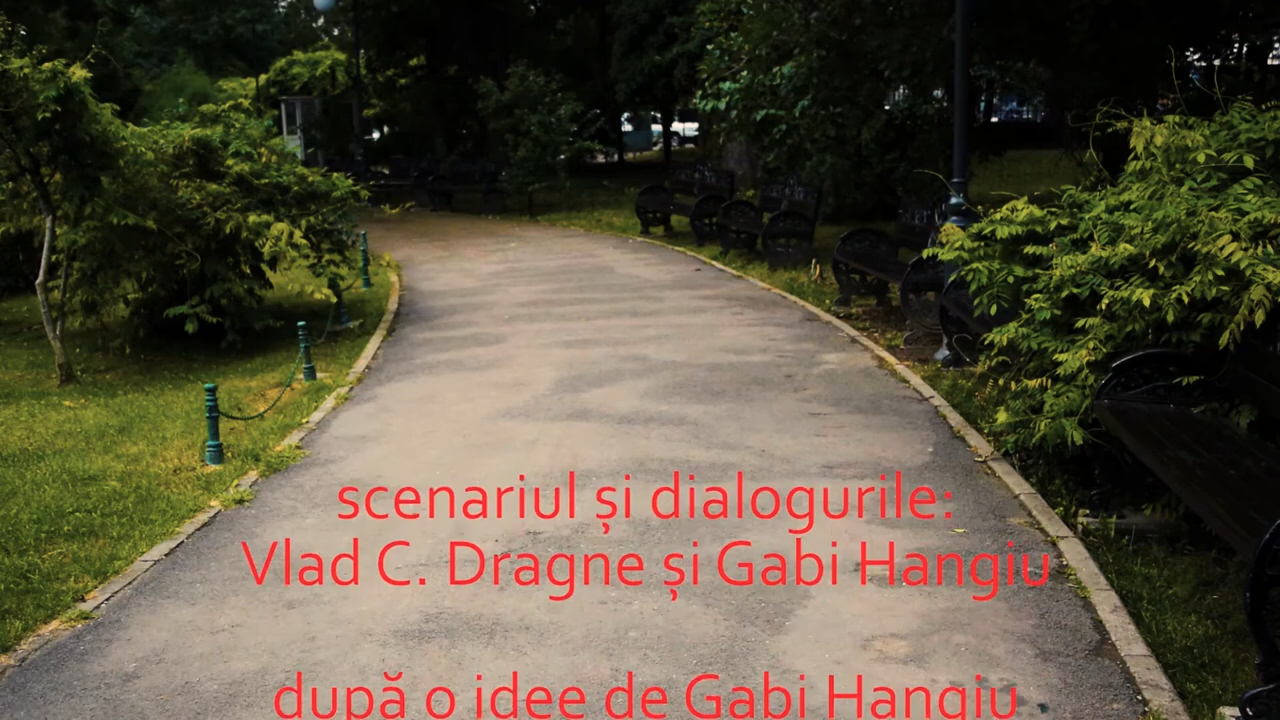 scenariul și dialogurile:
Vlad C. Dragne și Gabi Hangiu
după o idee de Gabi Hangiu